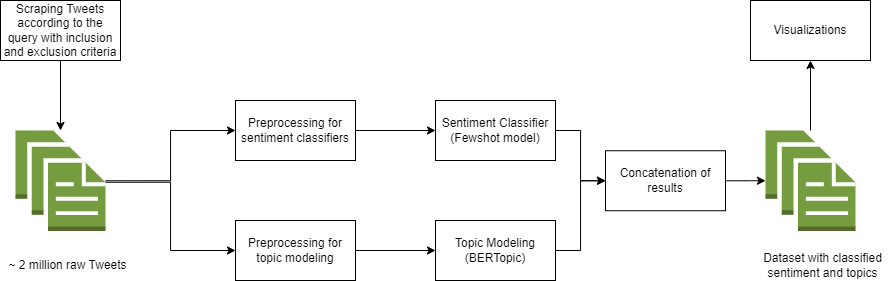 Scraping Tweets
according to the
query with inclusion
and exclusion criteria
~ 2 million raw Tweets
Preprocessing for
sentiment classifiers
Sentiment Classifier
(Fewshot model)
Preprocessing for
topic modeling
Topic Modeling
(BERTopic)
Concatenation of
results
Visualizations
Dataset with classified
sentiment and topics